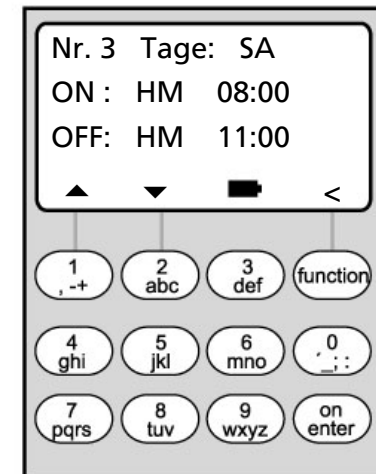 Nr. 3 Tage: SA
ON : HM 08:00
OFF: HM 11:00
<
1 2 3 function
, -+ abc def
4 5 6 0
ghi jkl mno ´_; :
7 8 9 on
pqrs tuv wxyz enter